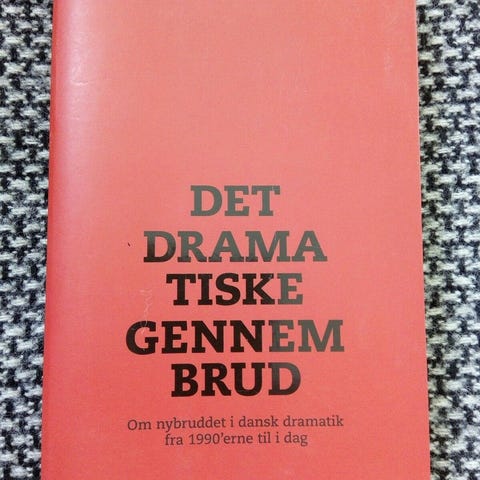 DET
DRAMA
TISKE
GENNEM
BRUD
Om nybruddet i dansk dramatik
fra 1990'erne til i dag